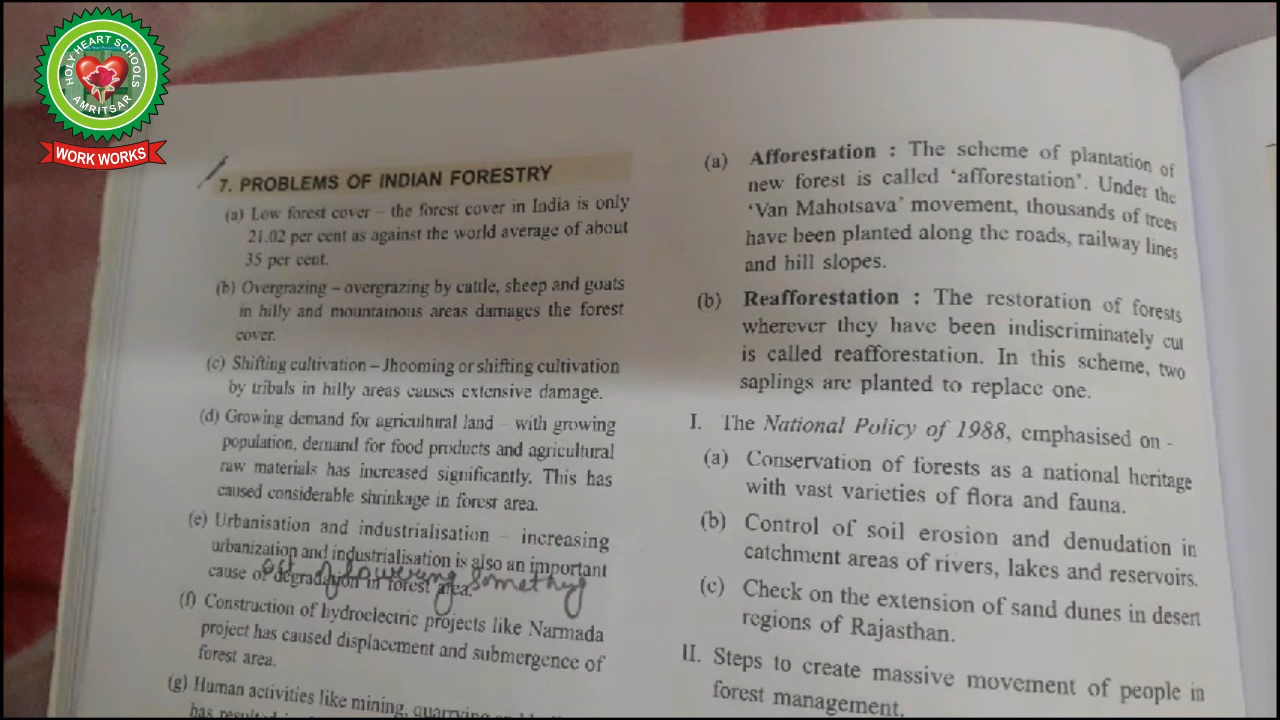 HOLY HEART SCHOOLS
AMRITSAR
WORK WORKS
7. PROBLEMS OF INDIAN FORESTRY
(a) Low forest cover – the forest cover in India is only
21.02 per cent as against the world average of about
35 per cent.
(b) Overgrazing – overgrazing by cattle, sheep and goats
in hilly and mountainous areas damages the forest
cover.
(c) Shifting cultivation – Jhooming or shifting cultivation
by tribals in hilly areas causes extensive damage.
(d) Growing demand for agricultural land – with growing
population, demand for food products and agricultural
raw materials has increased significantly. This has
caused considerable shrinkage in forest area.
(e) Urbanisation and industrialisation – increasing
urbanization and industrialisation is also an important
act of lowering something
cause of degradation in forest area.
(f) Construction of hydroelectric projects like Narmada
project has caused displacement and submergence of
forest area.
(g) Human activities like mining, quarrying and
has
(a) Afforestation : The scheme of plantation of
new forest is called ‘afforestation’. Under the
‘Van Mahotsava’ movement, thousands of trees
have been planted along the roads, railway lines
and hill slopes.
(b) Reafforestation : The restoration of forests
wherever they have been indiscriminately cut
is called reafforestation. In this scheme, two
saplings are planted to replace one.
I. The National Policy of 1988, emphasised on -
(a) Conservation of forests as a national heritage
with vast varieties of flora and fauna.
(b) Control of soil erosion and denudation in
catchment areas of rivers, lakes and reservoirs.
(c) Check on the extension of sand dunes in desert
regions of Rajasthan.
II. Steps to create massive movement of people in
forest management.